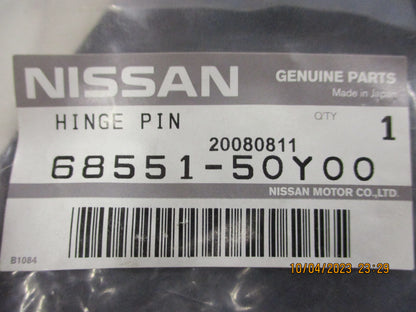 NISSAN GENUINE PARTS
Made in Japan
HINGE PIN QTY 1
20080811
68551-50Y00
NISSAN MOTOR CO.,LTD.
B1084
10/04/2023 23:29